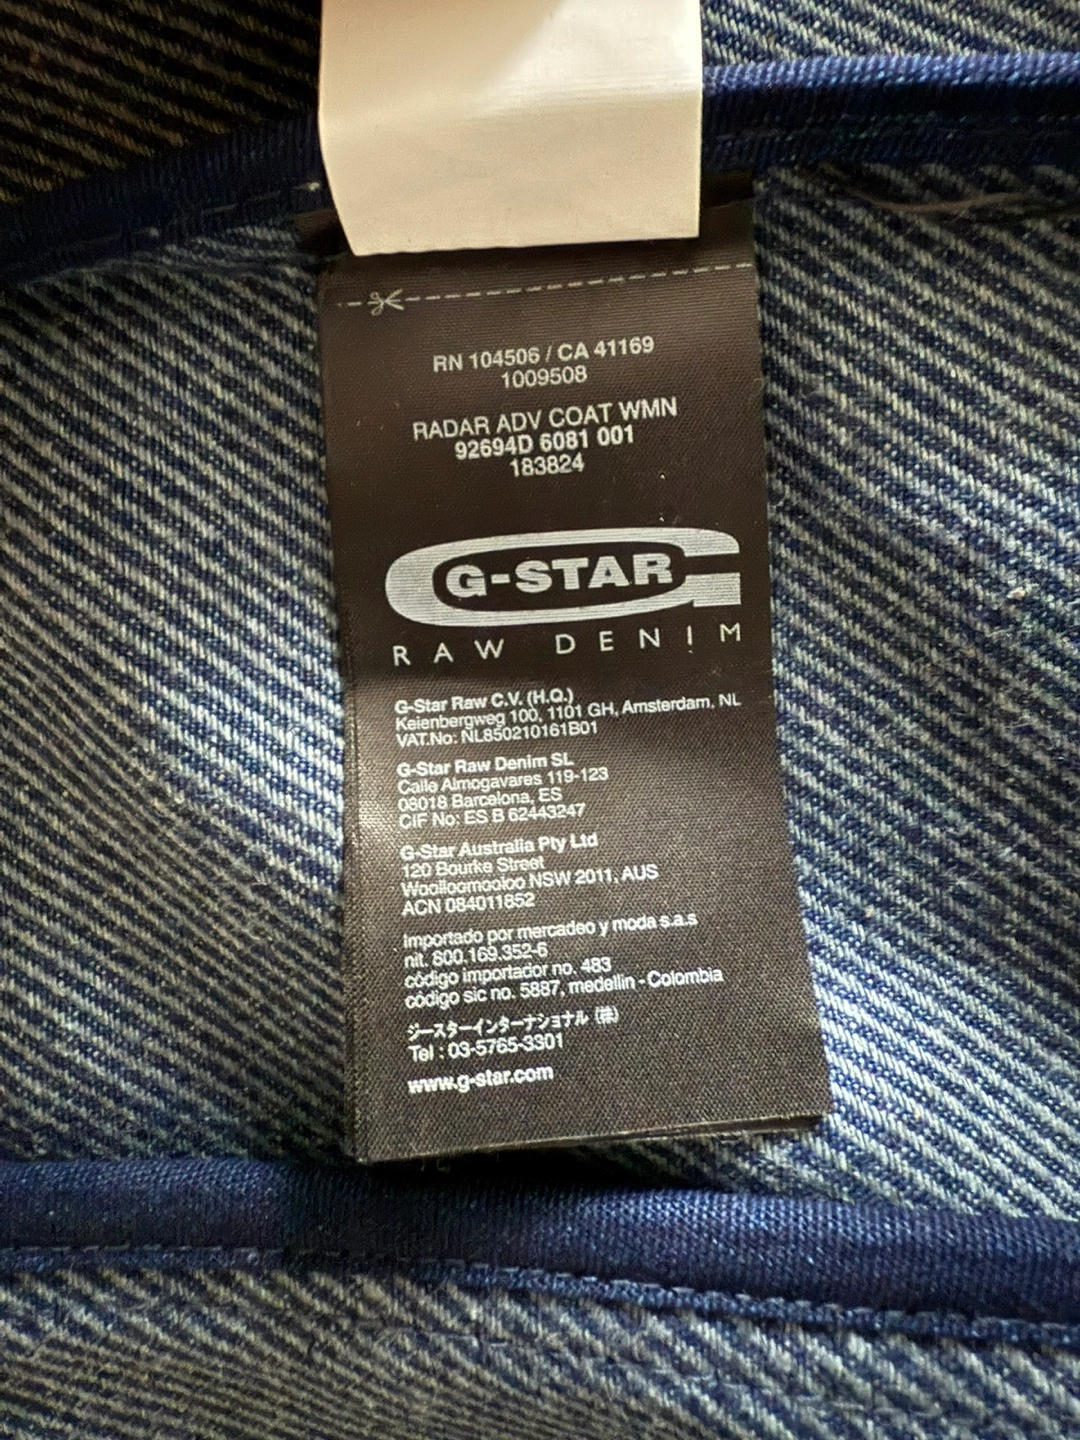 RN 104506 / CA 41169
1009508
RADAR ADV COAT WMN
92694D 6081 001
183824
G-STAR
RAW DENIM
G-Star Raw C.V. (H.Q.)
Keienbergweg 100, 1101 GH, Amsterdam, NL
VAT.No: NL850210161B01
G-Star Raw Denim SL
Calle Almogavares 119-123
08018 Barcelona, ES
CIF No: ES B 62443247
G-Star Australia Pty Ltd
120 Bourke Street
Woolloomooloo NSW 2011, AUS
ACN 084011852
Importado por mercadeo y moda s.a.s
nit. 800.169.352-6
código importador no. 483
código sic no. 5887, medellin - Colombia
ジースターインターナショナル (株)
Tel : 03-5765-3301
www.g-star.com